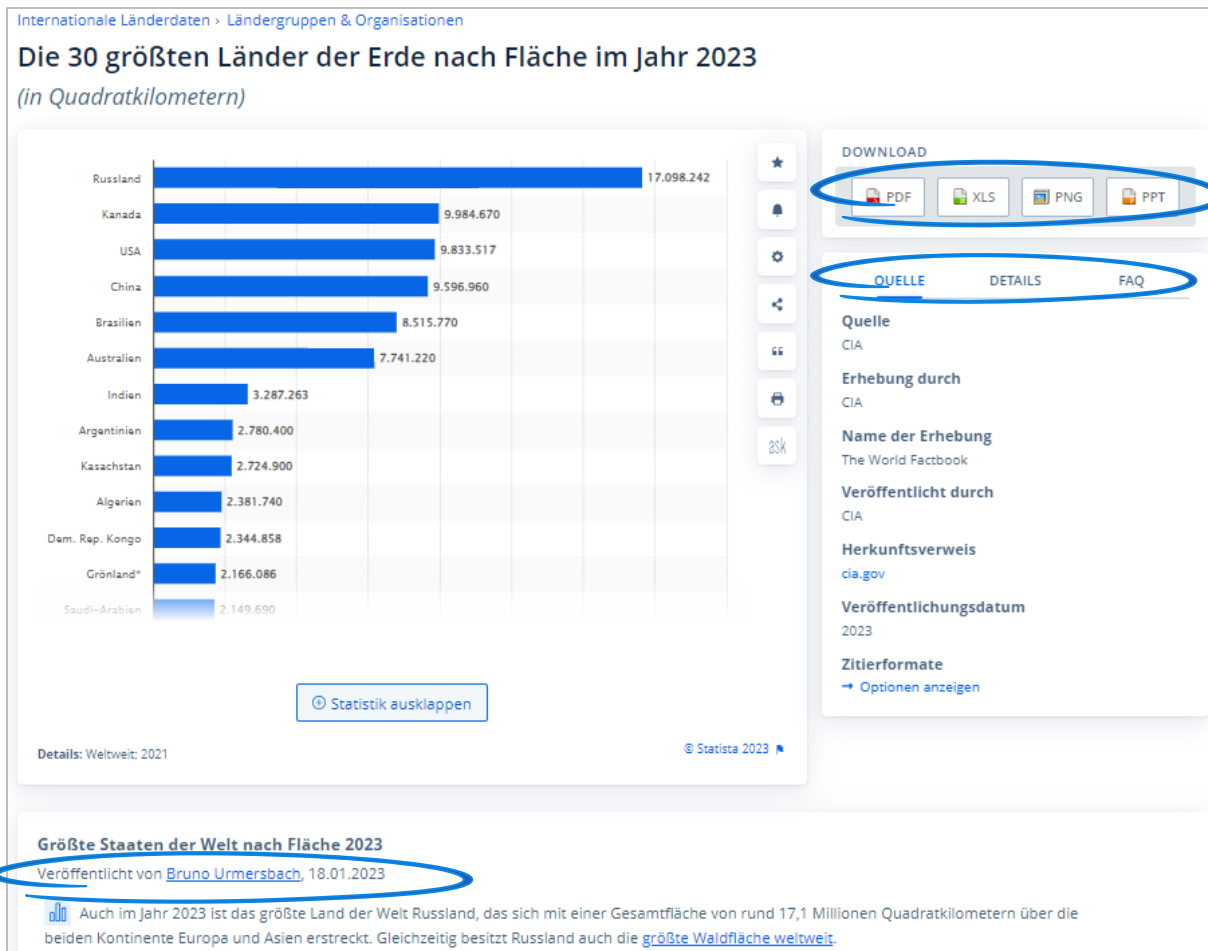 Internationale Länderdaten › Ländergruppen & Organisationen
Die 30 größten Länder der Erde nach Fläche im Jahr 2023
(in Quadratkilometern)
Russland 17.098.242
Kanada 9.984.670
USA 9.833.517
China 9.596.960
Brasilien 8.515.770
Australien 7.741.220
Indien 3.287.263
Argentinien 2.780.400
Kasachstan 2.724.900
Algerien 2.381.740
Dem. Rep. Kongo 2.344.858
Grönland* 2.166.086
Saudi-Arabien 2.149.690
ask
Statistik ausklappen
Details: Weltweit; 2021
© Statista 2023
DOWNLOAD
PDF XLS PNG PPT
QUELLE DETAILS FAQ
Quelle
CIA
Erhebung durch
CIA
Name der Erhebung
The World Factbook
Veröffentlicht durch
CIA
Herkunftsverweis
cia.gov
Veröffentlichungsdatum
2023
Zitierformate
→ Optionen anzeigen
Größte Staaten der Welt nach Fläche 2023
Veröffentlicht von Bruno Urmersbach, 18.01.2023
Auch im Jahr 2023 ist das größte Land der Welt Russland, das sich mit einer Gesamtfläche von rund 17,1 Millionen Quadratkilometern über die
beiden Kontinente Europa und Asien erstreckt. Gleichzeitig besitzt Russland auch die größte Waldfläche weltweit.